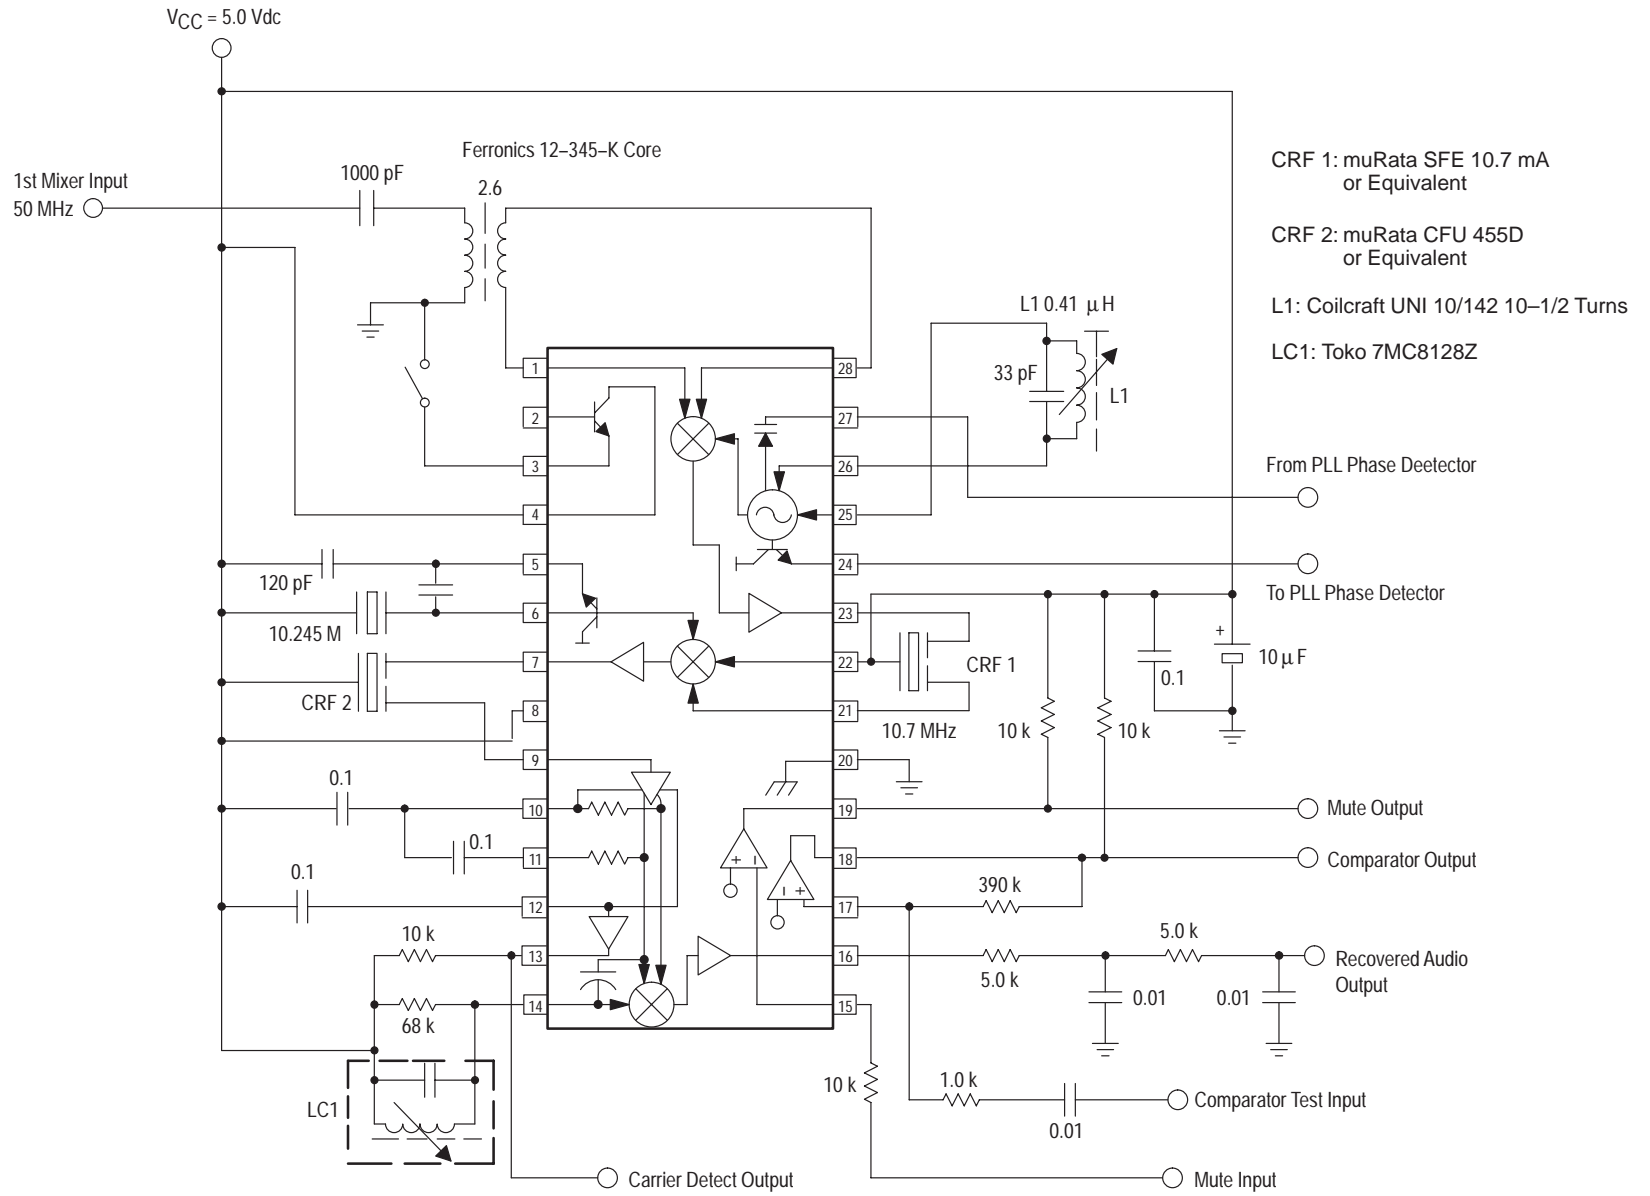 VCC = 5.0 Vdc
Ferronics 12–345–K Core
1st Mixer Input
50 MHz
1000 pF
2.6
CRF 1: muRata SFE 10.7 mA
or Equivalent
CRF 2: muRata CFU 455D
or Equivalent
L1: Coilcraft UNI 10/142 10–1/2 Turns
LC1: Toko 7MC8128Z
L1 0.41 µH
33 pF
L1
1
28
2
27
3
26
From PLL Phase Deetector
4
25
5
24
120 pF
To PLL Phase Detector
6
23
10.245 M
+
10 µF
7
22
CRF 1
0.1
CRF 2
8
21
10.7 MHz
10 k
10 k
9
20
0.1
10
19
Mute Output
0.1
11
18
Comparator Output
+ –
0.1
390 k
– +
12
17
10 k
5.0 k
13
16
5.0 k
Recovered Audio
Output
14
15
0.01
0.01
68 k
10 k
1.0 k
Comparator Test Input
LC1
0.01
Carrier Detect Output
Mute Input